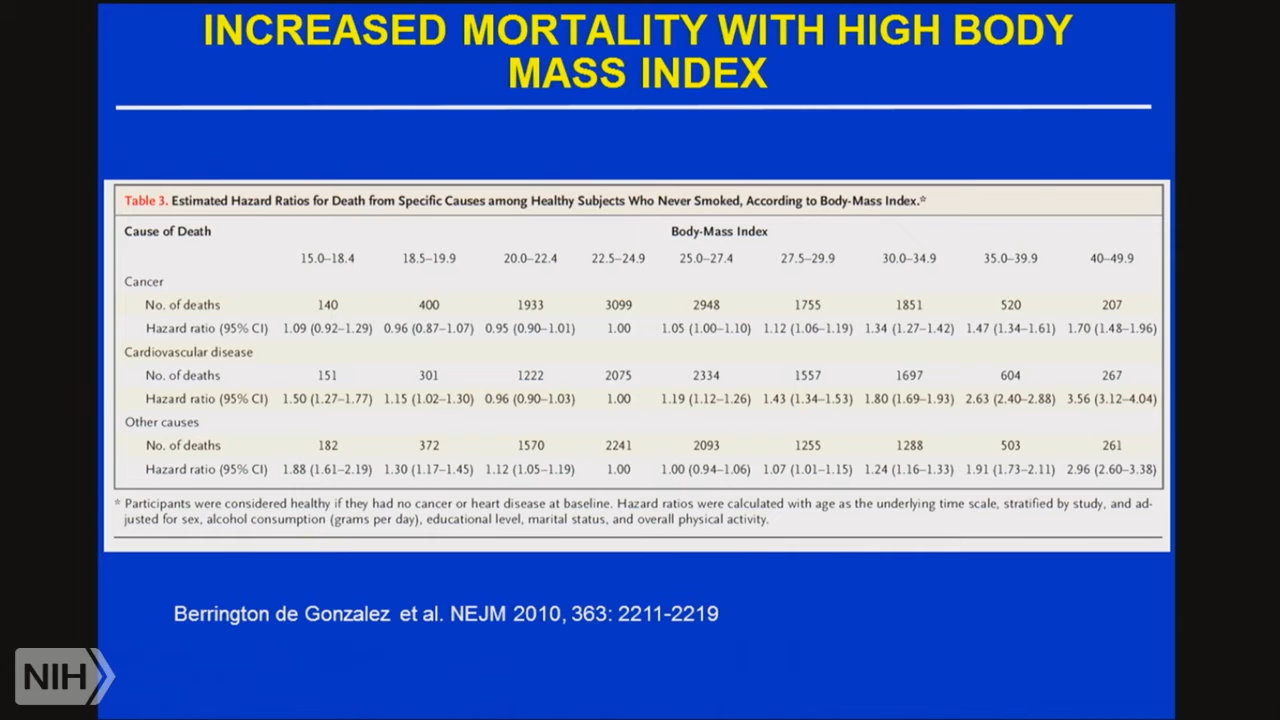 INCREASED MORTALITY WITH HIGH BODY
MASS INDEX
Table 3. Estimated Hazard Ratios for Death from Specific Causes among Healthy Subjects Who Never Smoked, According to Body-Mass Index.*
Cause of Death Body-Mass Index
15.0–18.4 18.5–19.9 20.0–22.4 22.5–24.9 25.0–27.4 27.5–29.9 30.0–34.9 35.0–39.9 40–49.9
Cancer
No. of deaths 140 400 1933 3099 2948 1755 1851 520 207
Hazard ratio (95% CI) 1.09 (0.92–1.29) 0.96 (0.87–1.07) 0.95 (0.90–1.01) 1.00 1.05 (1.00–1.10) 1.12 (1.06–1.19) 1.34 (1.27–1.42) 1.47 (1.34–1.61) 1.70 (1.48–1.96)
Cardiovascular disease
No. of deaths 151 301 1222 2075 2334 1557 1697 604 267
Hazard ratio (95% CI) 1.50 (1.27–1.77) 1.15 (1.02–1.30) 0.96 (0.90–1.03) 1.00 1.19 (1.12–1.26) 1.43 (1.34–1.53) 1.80 (1.69–1.93) 2.63 (2.40–2.88) 3.56 (3.12–4.04)
Other causes
No. of deaths 182 372 1570 2241 2093 1255 1288 503 261
Hazard ratio (95% CI) 1.88 (1.61–2.19) 1.30 (1.17–1.45) 1.12 (1.05–1.19) 1.00 1.00 (0.94–1.06) 1.07 (1.01–1.15) 1.24 (1.16–1.33) 1.91 (1.73–2.11) 2.96 (2.60–3.38)
* Participants were considered healthy if they had no cancer or heart disease at baseline. Hazard ratios were calculated with age as the underlying time scale, stratified by study, and ad-
justed for sex, alcohol consumption (grams per day), educational level, marital status, and overall physical activity.
Berrington de Gonzalez et al. NEJM 2010, 363: 2211-2219
NIH